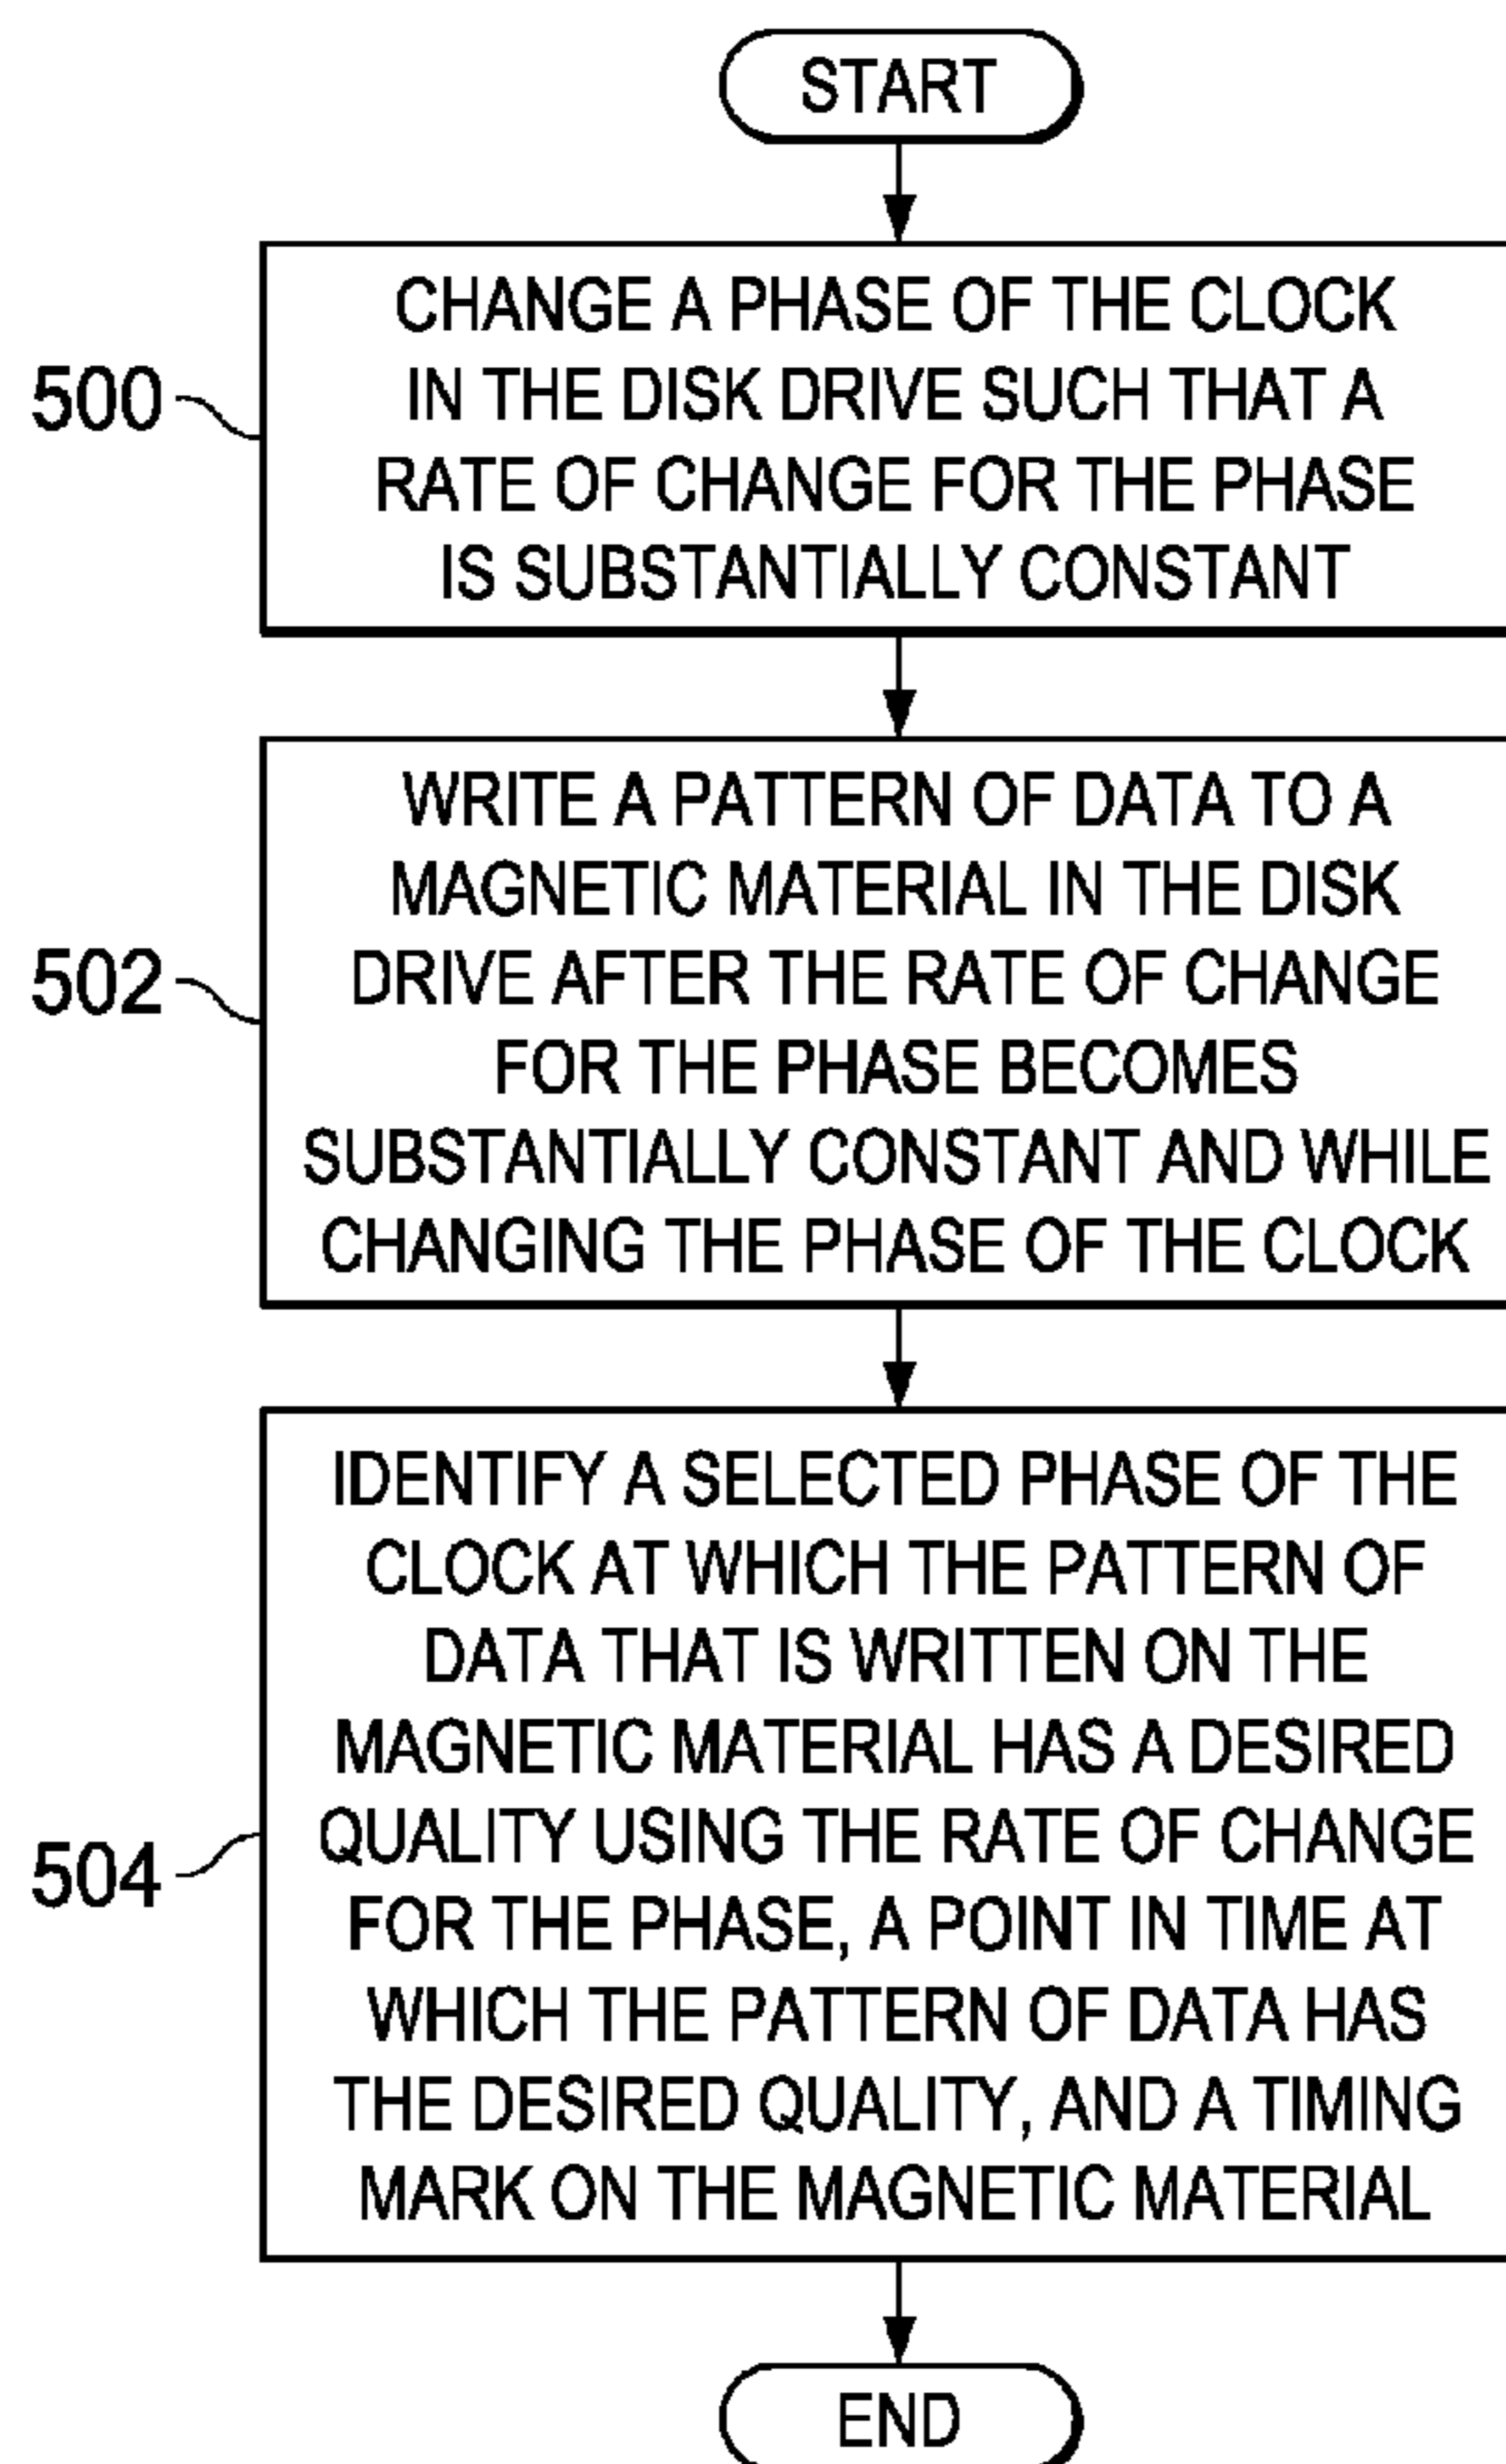 START
CHANGE A PHASE OF THE CLOCK
IN THE DISK DRIVE SUCH THAT A
RATE OF CHANGE FOR THE PHASE
IS SUBSTANTIALLY CONSTANT
500
WRITE A PATTERN OF DATA TO A
MAGNETIC MATERIAL IN THE DISK
DRIVE AFTER THE RATE OF CHANGE
FOR THE PHASE BECOMES
SUBSTANTIALLY CONSTANT AND WHILE
CHANGING THE PHASE OF THE CLOCK
502
IDENTIFY A SELECTED PHASE OF THE
CLOCK AT WHICH THE PATTERN OF
DATA THAT IS WRITTEN ON THE
MAGNETIC MATERIAL HAS A DESIRED
QUALITY USING THE RATE OF CHANGE
FOR THE PHASE, A POINT IN TIME AT
WHICH THE PATTERN OF DATA HAS
THE DESIRED QUALITY, AND A TIMING
MARK ON THE MAGNETIC MATERIAL
504
END